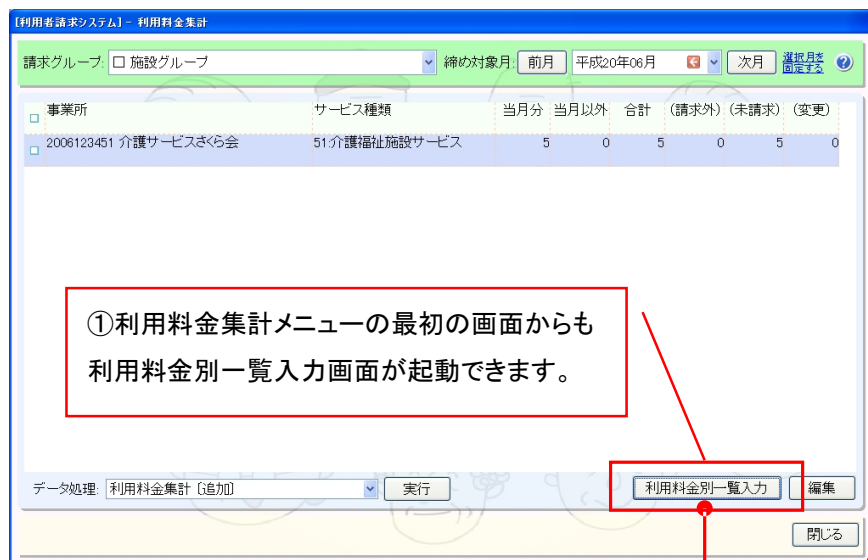 [利用者請求システム] - 利用料金集計
請求グループ: 施設グループ 締め対象月: 前月 平成20年06月 次月 選択月を固定する ?
事業所 サービス種類 当月分 当月以外 合計 (請求外) (未請求) (変更)
2006123451 介護サービスさくら会 51:介護福祉施設サービス 5 0 5 0 5 0
①利用料金集計メニューの最初の画面からも
利用料金別一覧入力画面が起動できます。
データ処理: 利用料金集計〔追加〕 実行 利用料金別一覧入力 編集
閉じる